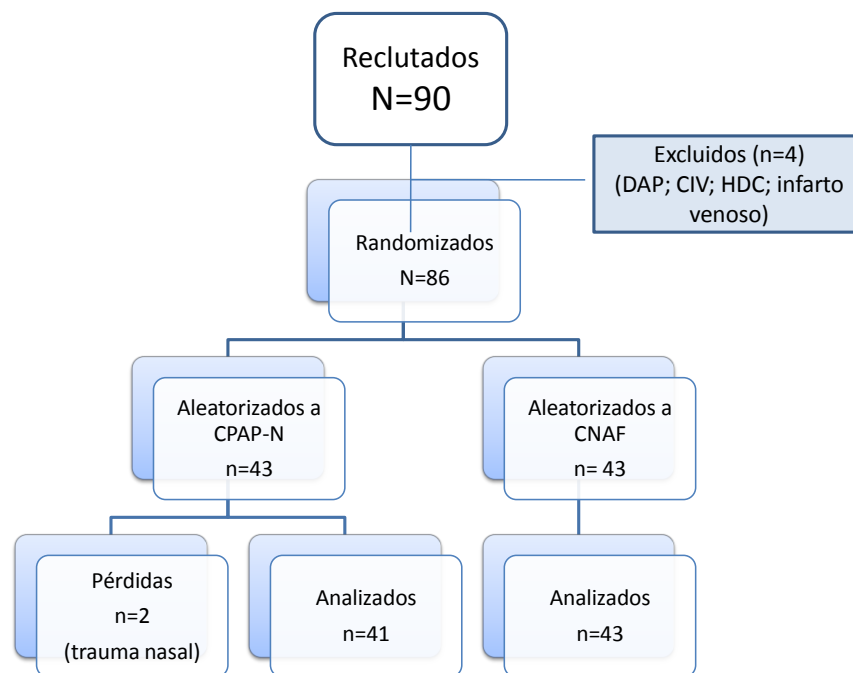 Reclutados
N=90
Excluidos (n=4)
(DAP; CIV; HDC; infarto
venoso)
Randomizados
N=86
Aleatorizados a
CPAP-N
n=43
Aleatorizados a
CNAF
n= 43
Pérdidas
n=2
(trauma nasal)
Analizados
n=41
Analizados
n=43